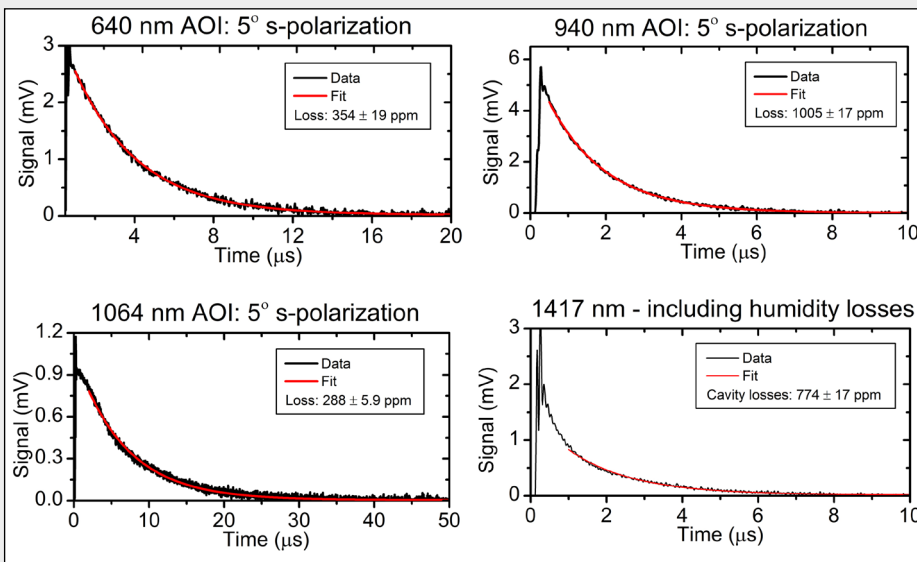 640 nm AOI: 5° s-polarization
3
2
1
0
Signal (mV)
Data
Fit
Loss: 354 ± 19 ppm
4 8 12 16 20
Time (μs)
940 nm AOI: 5° s-polarization
6
4
2
0
Signal (mV)
Data
Fit
Loss: 1005 ± 17 ppm
0 2 4 6 8 10
Time (μs)
1064 nm AOI: 5° s-polarization
1.2
0.9
0.6
0.3
0.0
Signal (mV)
Data
Fit
Loss: 288 ± 5.9 ppm
0 10 20 30 40 50
Time (μs)
1417 nm - including humidity losses
3
2
1
0
Signal (mV)
Data
Fit
Cavity losses: 774 ± 17 ppm
0 2 4 6 8 10
Time (μs)